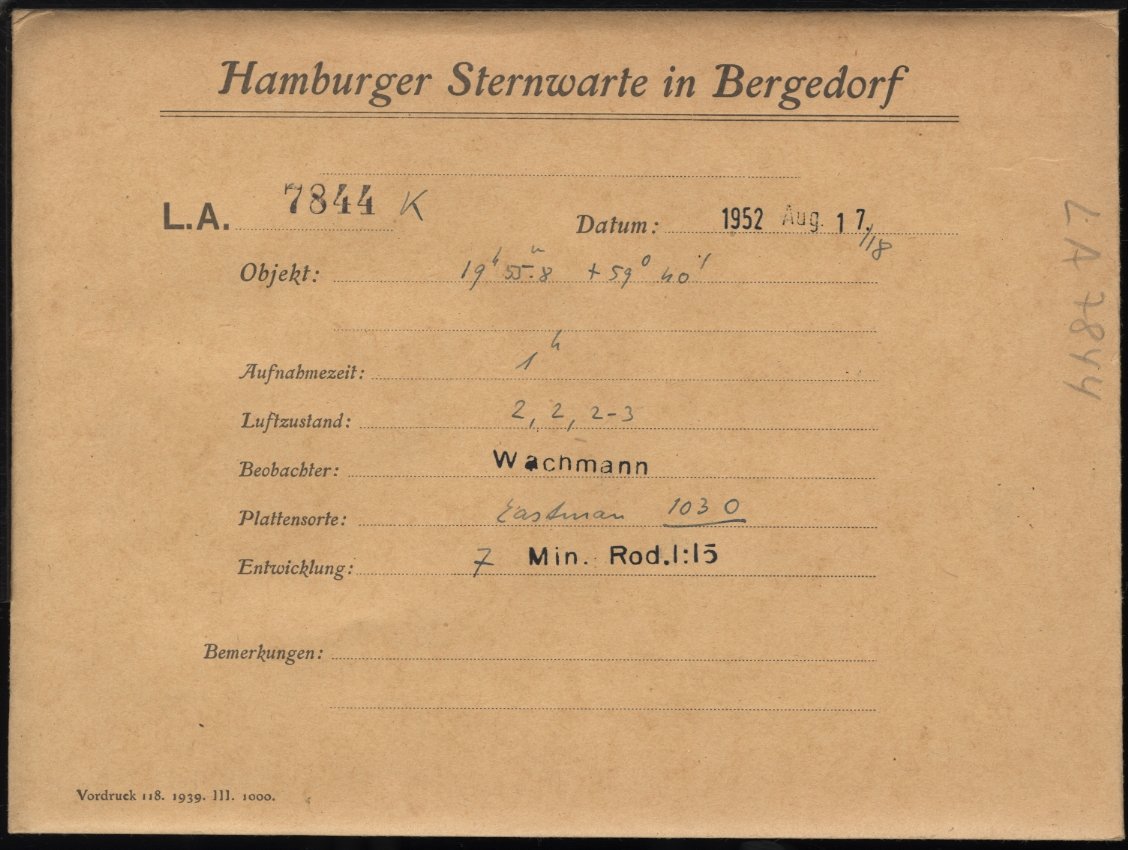 Hamburger Sternwarte in Bergedorf
L.A. 7844 K
Datum: 1952 Aug. 17./18
Objekt: 19h 55m.8 +59° 40'
Aufnahmezeit: 1h
Luftzustand: 2, 2, 2-3
Beobachter: Wachmann
Plattensorte: Eastman 103 O
Entwicklung: 7 Min. Rod.1:15
Bemerkungen:
Vordruck 118. 1939. III. 1000.
LA 7844